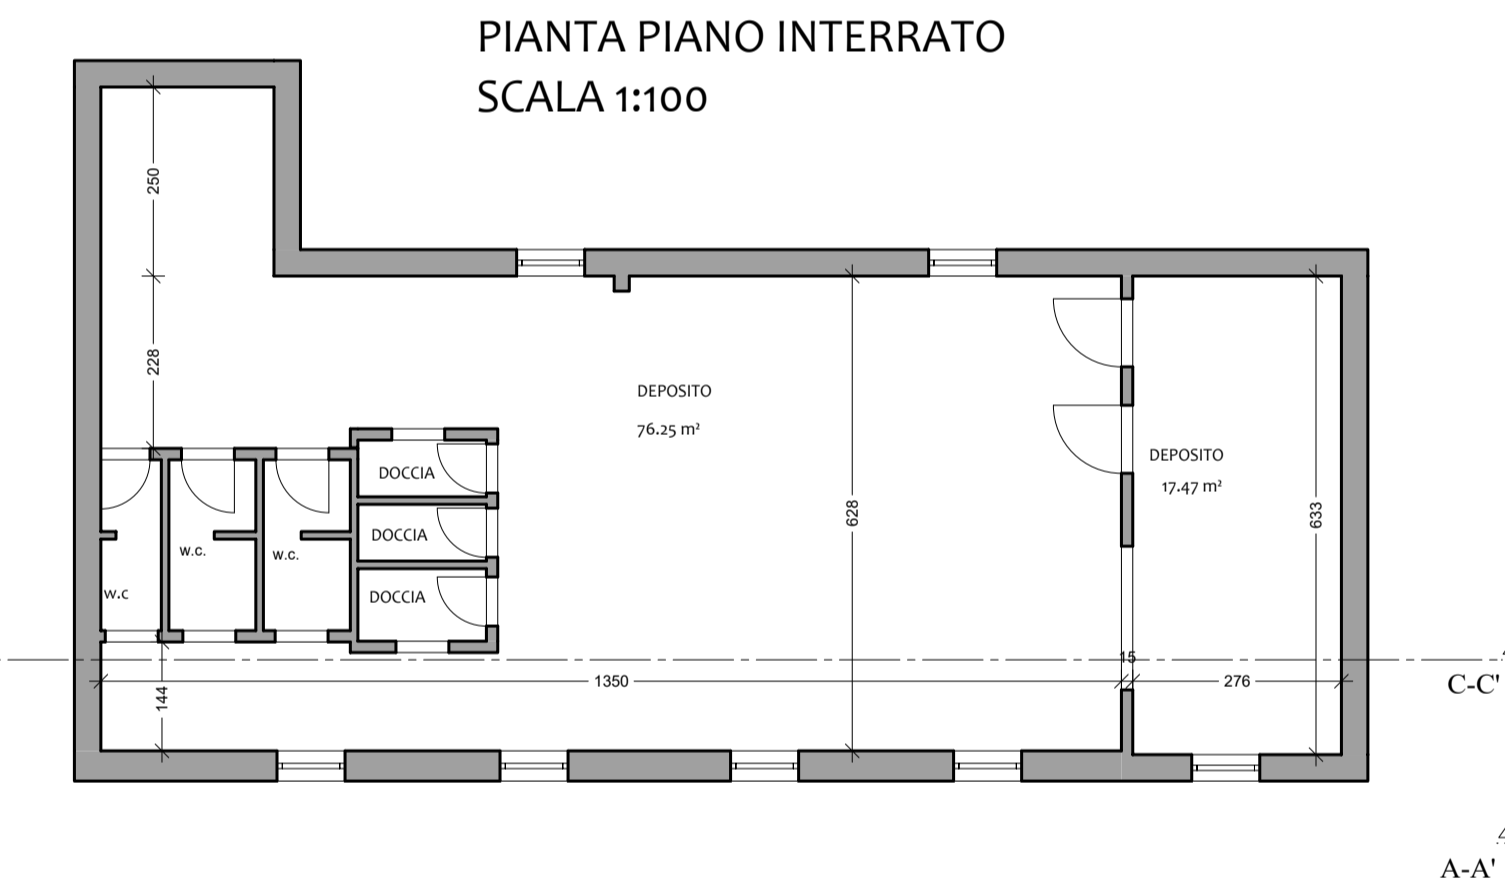 PIANTA PIANO INTERRATO
SCALA 1:100
250
228
DEPOSITO
76.25 m²
DEPOSITO
17.47 m²
DOCCIA
628
633
DOCCIA
w.c.
w.c.
w.c
DOCCIA
15
144
1350
276
C-C'
A-A'